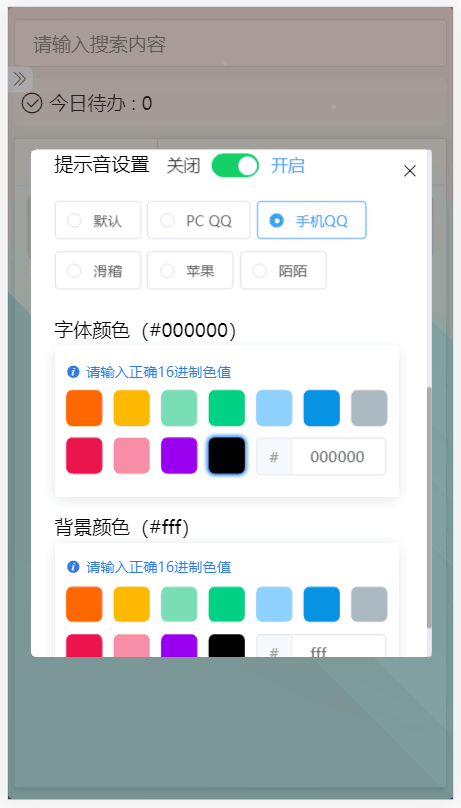 请输入搜索内容
今日待办 : 0
提示音设置 关闭 开启
默认 PC QQ 手机QQ
滑稽 苹果 陌陌
字体颜色（#000000）
请输入正确16进制色值
# 000000
背景颜色（#fff）
请输入正确16进制色值
# fff